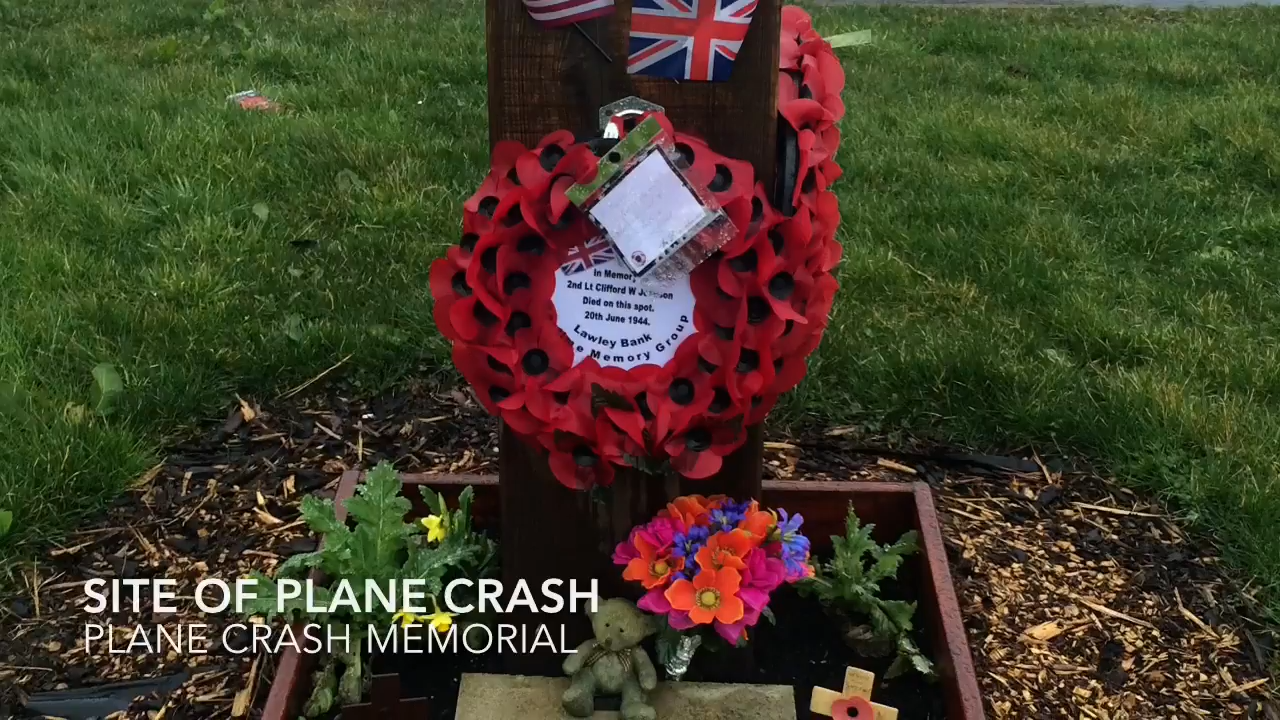 In Memory
2nd Lt Clifford W
Died on this spot.
20th June 1944.
Lawley Bank
Memory Group
SITE OF PLANE CRASH
PLANE CRASH MEMORIAL